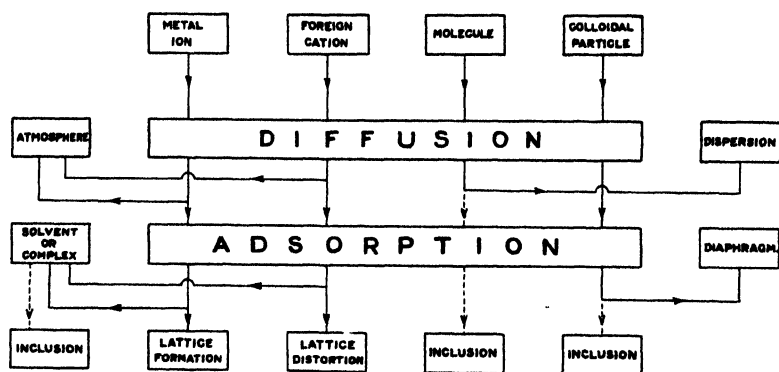 METAL
ION
FOREIGN
CATION
MOLECULE
COLLOIDAL
PARTICLE
ATMOSPHERE
DIFFUSION
DISPERSION
SOLVENT
OR
COMPLEX
ADSORPTION
DIAPHRAGM.
INCLUSION
LATTICE
FORMATION
LATTICE
DISTORTION
INCLUSION
INCLUSION